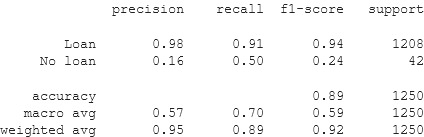 precision recall f1-score support
Loan 0.98 0.91 0.94 1208
No loan 0.16 0.50 0.24 42
accuracy 0.89 1250
macro avg 0.57 0.70 0.59 1250
weighted avg 0.95 0.89 0.92 1250